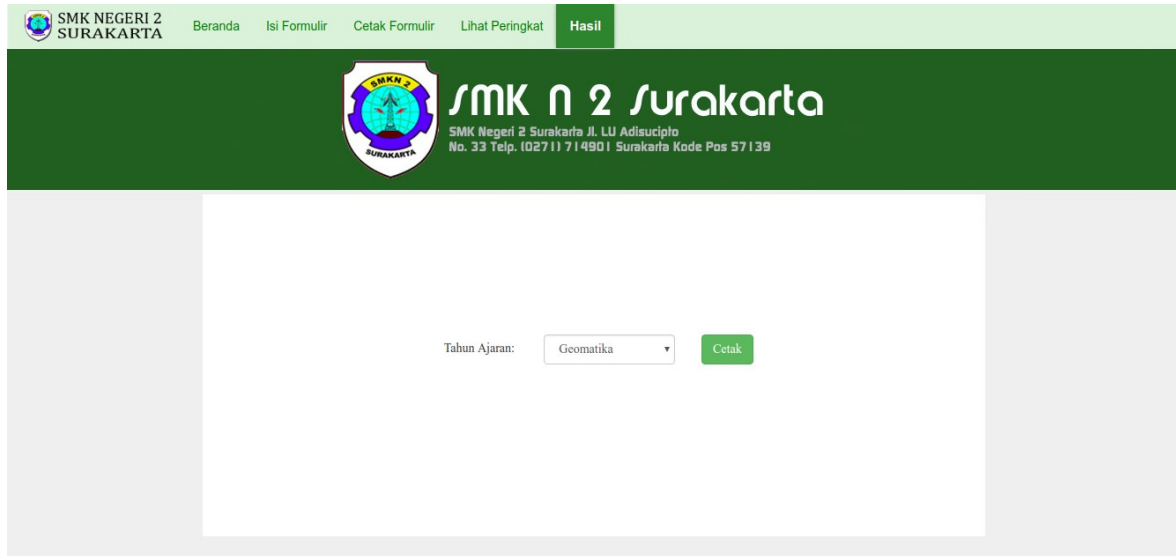 SMK NEGERI 2
SURAKARTA
Beranda Isi Formulir Cetak Formulir Lihat Peringkat Hasil
SMKN 2
SURAKARTA
SMK N 2 Surakarta
SMK Negeri 2 Surakarta Jl. LU Adisucipto
No. 33 Telp. (0271) 714901 Surakarta Kode Pos 57139
Tahun Ajaran: Geomatika Cetak